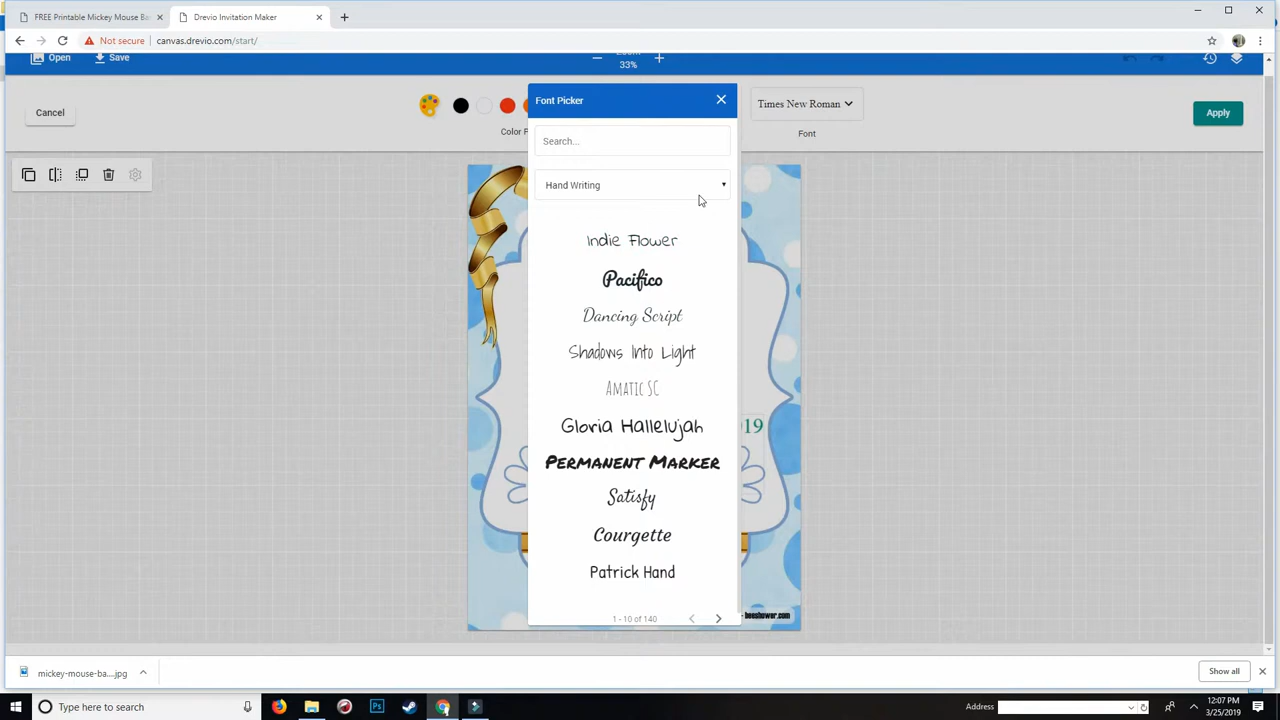 FREE Printable Mickey Mouse Ba
Drevio Invitation Maker
Not secure
canvas.drevio.com/start/
Open
Save
33%
Font Picker
Times New Roman
Cancel
Apply
Color P
Font
Search...
Hand Writing
Indie Flower
Pacifico
Dancing Script
Shadows Into Light
Amatic SC
Gloria Hallelujah
19
Permanent Marker
Satisfy
Courgette
Patrick Hand
1 - 10 of 140
mickey-mouse-ba....jpg
Show all
Type here to search
Address
12:07 PM
3/25/2019